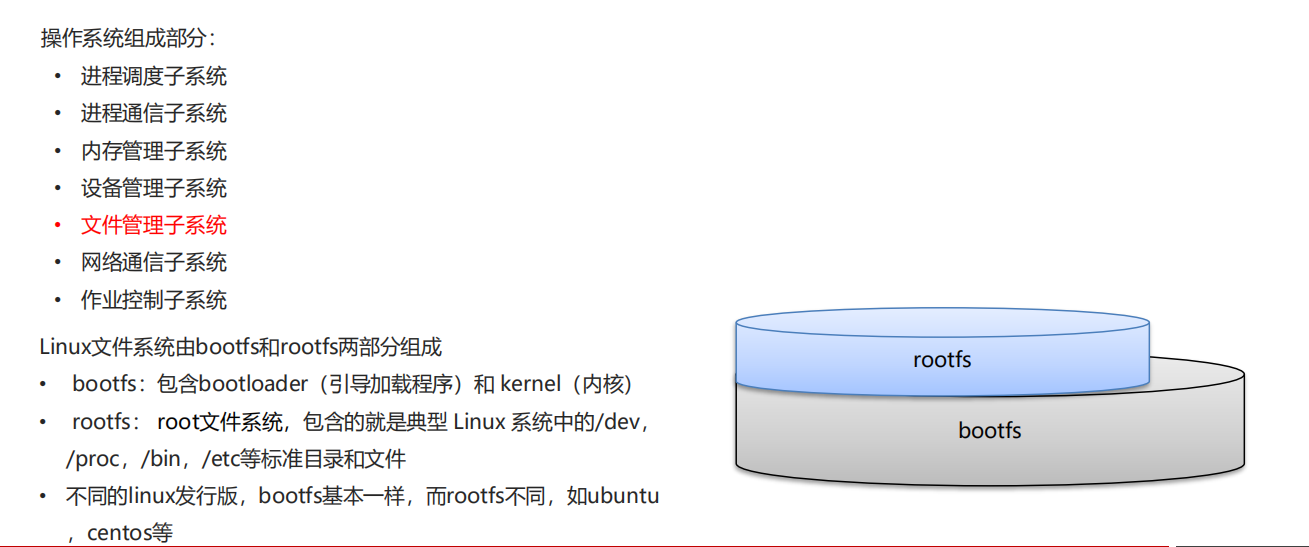 操作系统组成部分：
• 进程调度子系统
• 进程通信子系统
• 内存管理子系统
• 设备管理子系统
• 文件管理子系统
• 网络通信子系统
• 作业控制子系统
Linux文件系统由bootfs和rootfs两部分组成
• bootfs：包含bootloader（引导加载程序）和 kernel（内核）
• rootfs： root文件系统，包含的就是典型 Linux 系统中的/dev，
/proc，/bin，/etc等标准目录和文件
• 不同的linux发行版，bootfs基本一样，而rootfs不同，如ubuntu
，centos等
rootfs
bootfs